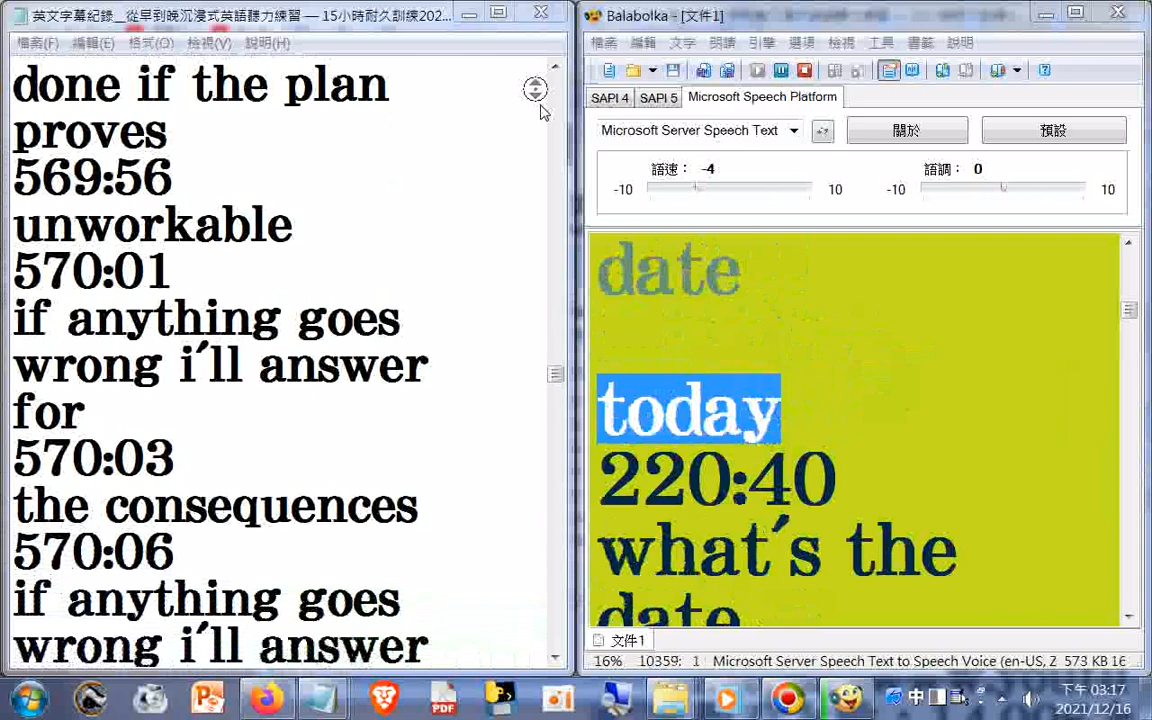 英文字幕紀錄__從早到晚沉浸式英語聽力練習 — 15小時耐久訓練202...
檔案(F) 編輯(E) 格式(O) 檢視(V) 說明(H)
done if the plan
proves
569:56
unworkable
570:01
if anything goes
wrong i'll answer
for
570:03
the consequences
570:06
if anything goes
wrong i'll answer
Balabolka - [文件1]
檔案 編輯 文字 朗讀 引擎 選項 檢視 工具 書籤 說明
SAPI 4 SAPI 5 Microsoft Speech Platform
Microsoft Server Speech Text 關於 預設
語速: -4 語調: 0
-10 10 -10 10
date
today
220:40
what's the
date
文件1
16% 10359: 1 Microsoft Server Speech Text to Speech Voice (en-US, 2 573 KB 16
PDF
中
下午 03:17
2021/12/16